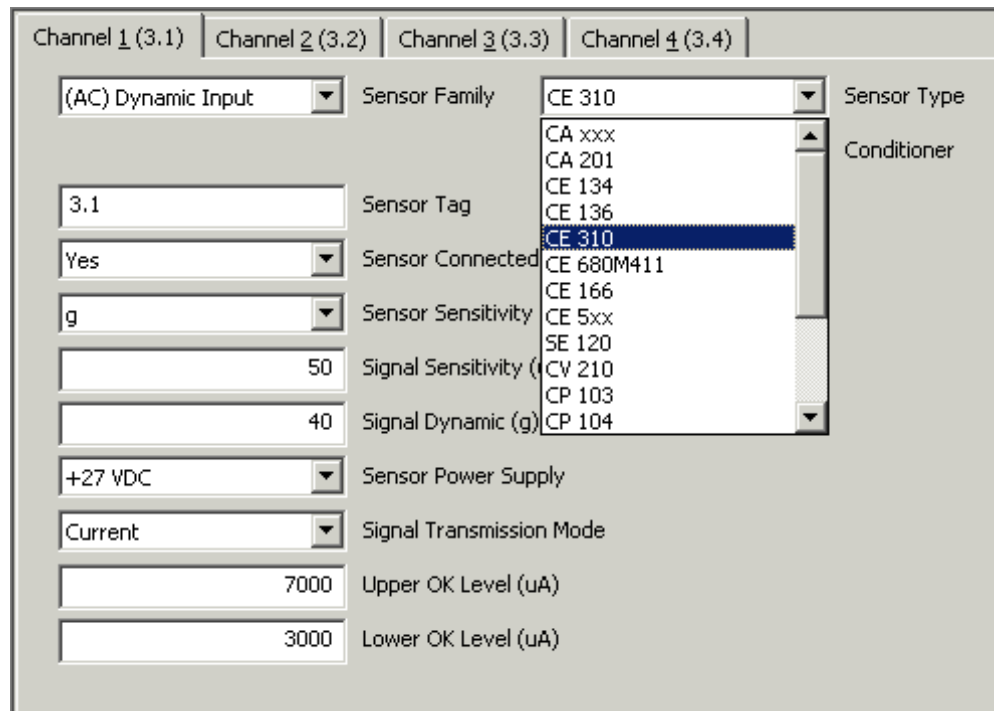 Channel 1 (3.1) Channel 2 (3.2) Channel 3 (3.3) Channel 4 (3.4)
(AC) Dynamic Input Sensor Family CE 310 Sensor Type
CA xxx
Conditioner
CA 201
CE 134
3.1 Sensor Tag
CE 136
CE 310
Yes Sensor Connected
CE 680M411
CE 166
g Sensor Sensitivity
CE 5xx
SE 120
50 Signal Sensitivity (
CV 210
CP 103
40 Signal Dynamic (g)
CP 104
+27 VDC Sensor Power Supply
Current Signal Transmission Mode
7000 Upper OK Level (uA)
3000 Lower OK Level (uA)